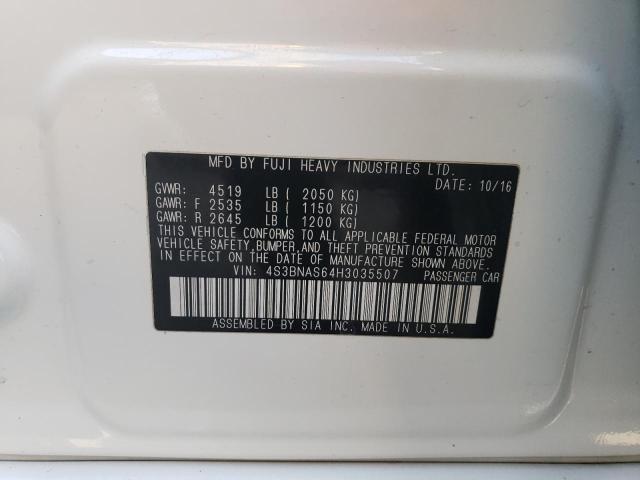 MFD BY FUJI HEAVY INDUSTRIES LTD.
DATE: 10/16
GVWR: 4519 LB ( 2050 KG)
GAWR: F 2535 LB ( 1150 KG)
GAWR: R 2645 LB ( 1200 KG)
THIS VEHICLE CONFORMS TO ALL APPLICABLE FEDERAL MOTOR
VEHICLE SAFETY, BUMPER, AND THEFT PREVENTION STANDARDS
IN EFFECT ON THE DATE OF MANUFACTURE SHOWN ABOVE.
VIN: 4S3BNAS64H3035507 PASSENGER CAR
ASSEMBLED BY SIA INC. MADE IN U.S.A.